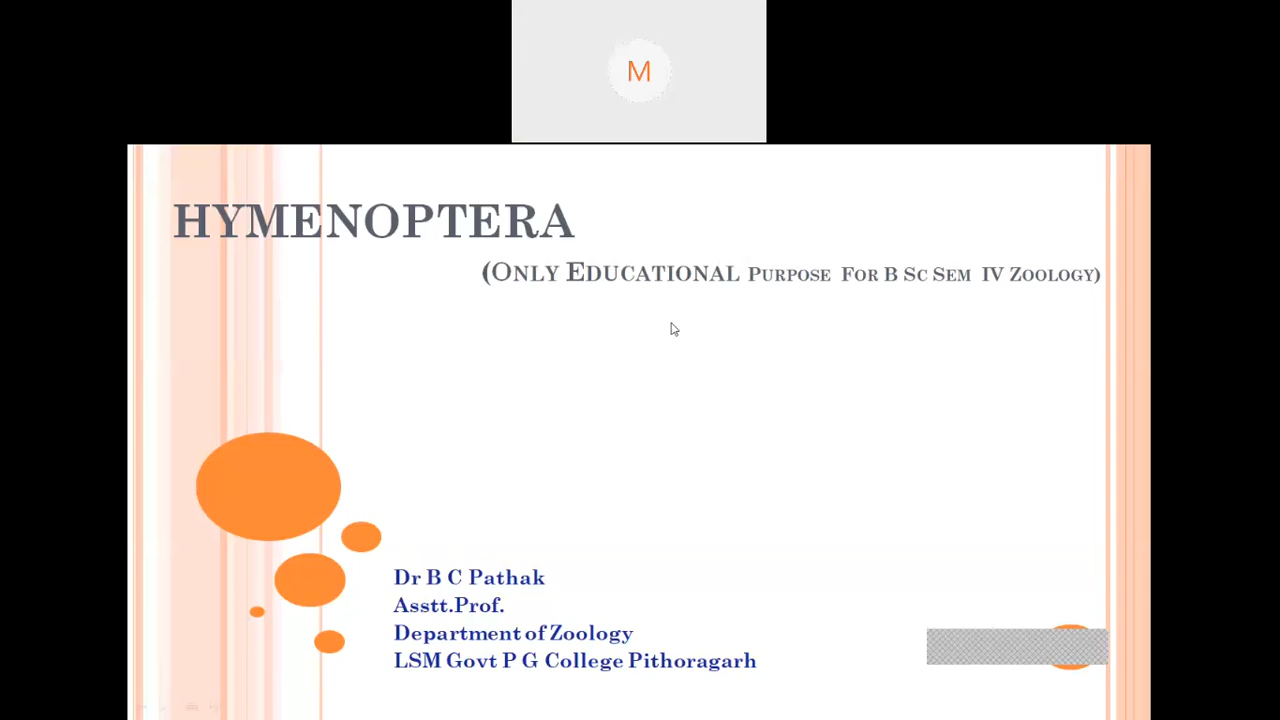 M
HYMENOPTERA
(ONLY EDUCATIONAL PURPOSE FOR B SC SEM IV ZOOLOGY)
Dr B C Pathak
Asstt.Prof.
Department of Zoology
LSM Govt P G College Pithoragarh